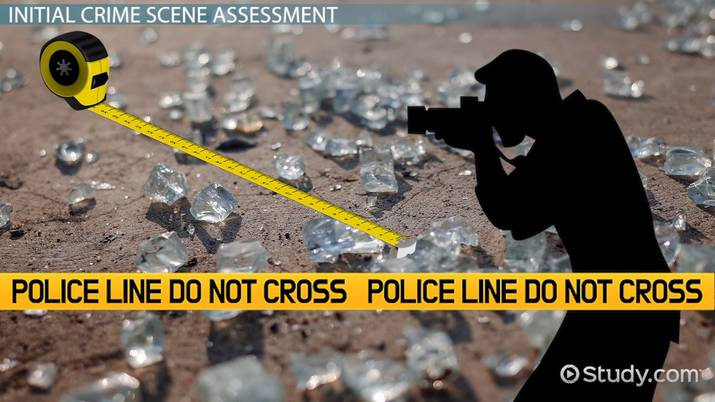 INITIAL CRIME SCENE ASSESSMENT
POLICE LINE DO NOT CROSS POLICE LINE DO NOT CROSS
Study.com